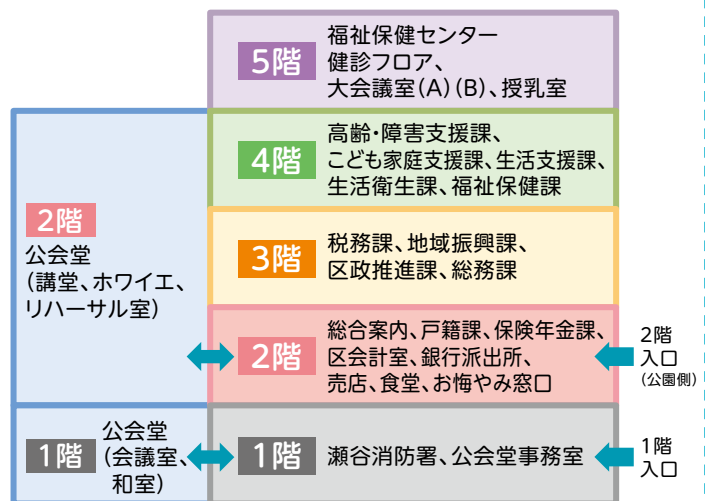 5階
福祉保健センター
健診フロア、
大会議室(A)(B)、授乳室
4階
高齢・障害支援課、
こども家庭支援課、生活支援課、
生活衛生課、福祉保健課
3階
税務課、地域振興課、
区政推進課、総務課
2階
公会堂
(講堂、ホワイエ、
リハーサル室)
2階
総合案内、戸籍課、保険年金課、
区会計室、銀行派出所、
売店、食堂、お悔やみ窓口
2階
入口
(公園側)
1階
公会堂
(会議室、
和室)
1階
瀬谷消防署、公会堂事務室
1階
入口